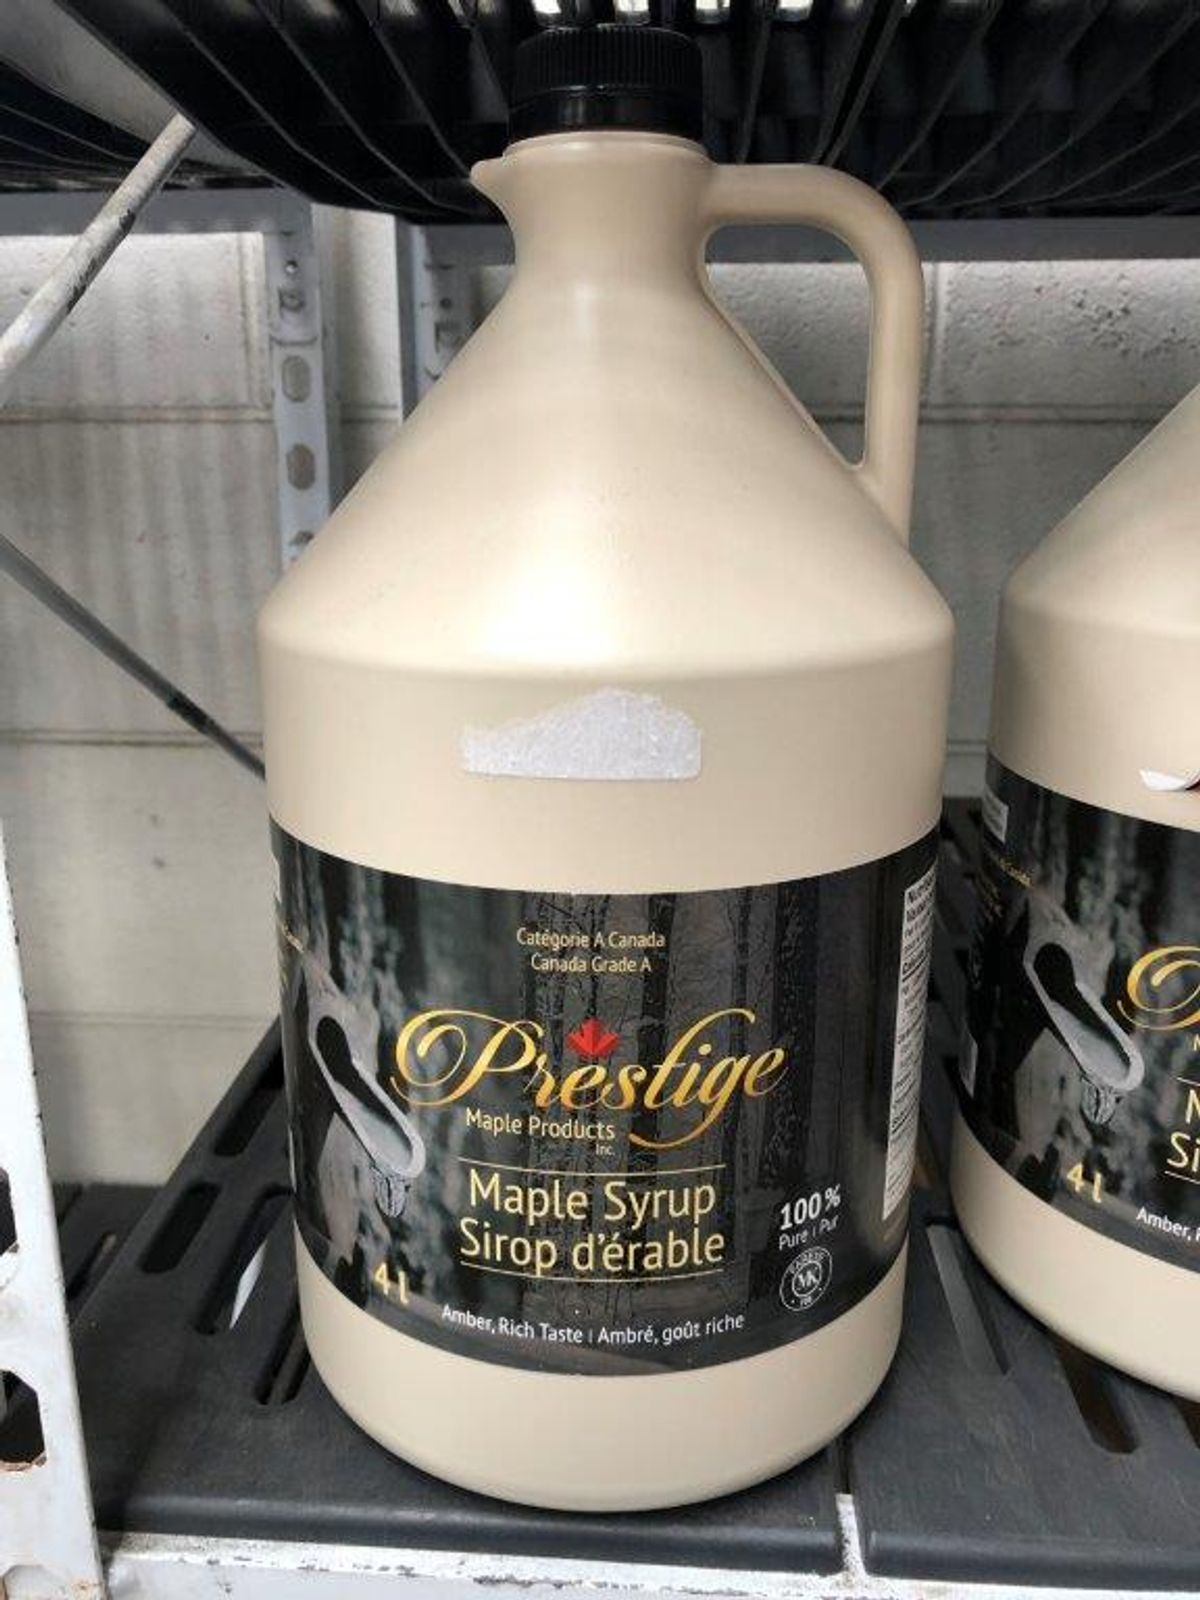 Catégorie A Canada
Canada Grade A
Prestige
Maple Products
Inc.
Maple Syrup
Sirop d'érable
100%
Pure | Pur
MK
4 l
Amber, Rich Taste | Ambré, goût riche
4 l
Amber,